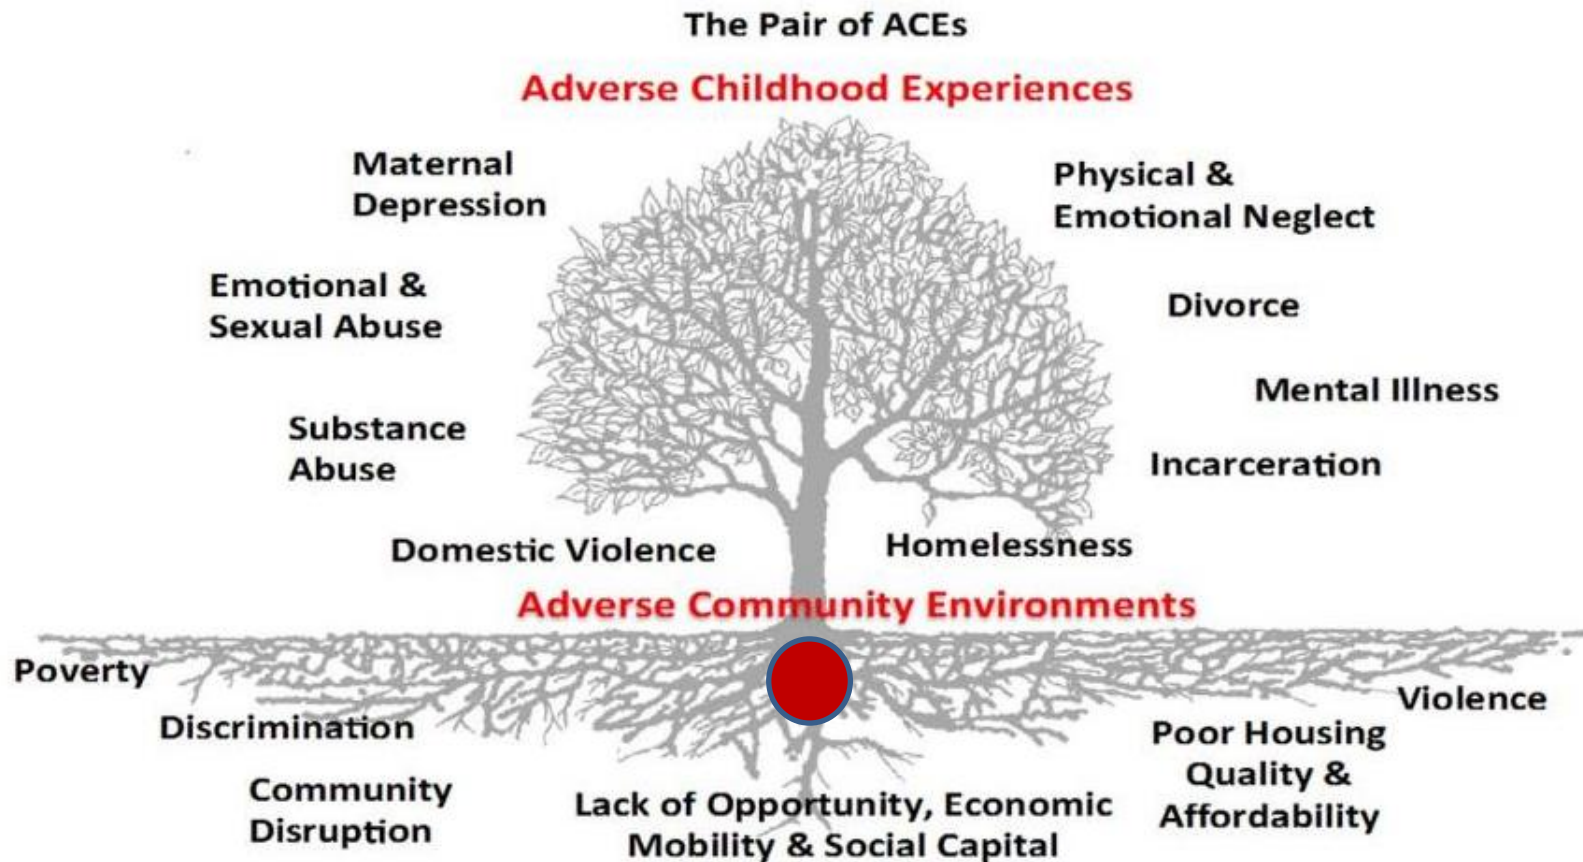 The Pair of ACEs
Adverse Childhood Experiences
Maternal
Depression
Physical &
Emotional Neglect
Emotional &
Sexual Abuse
Divorce
Mental Illness
Substance
Abuse
Incarceration
Domestic Violence
Homelessness
Adverse Community Environments
Poverty
Violence
Discrimination
Poor Housing
Quality &
Affordability
Community
Disruption
Lack of Opportunity, Economic
Mobility & Social Capital